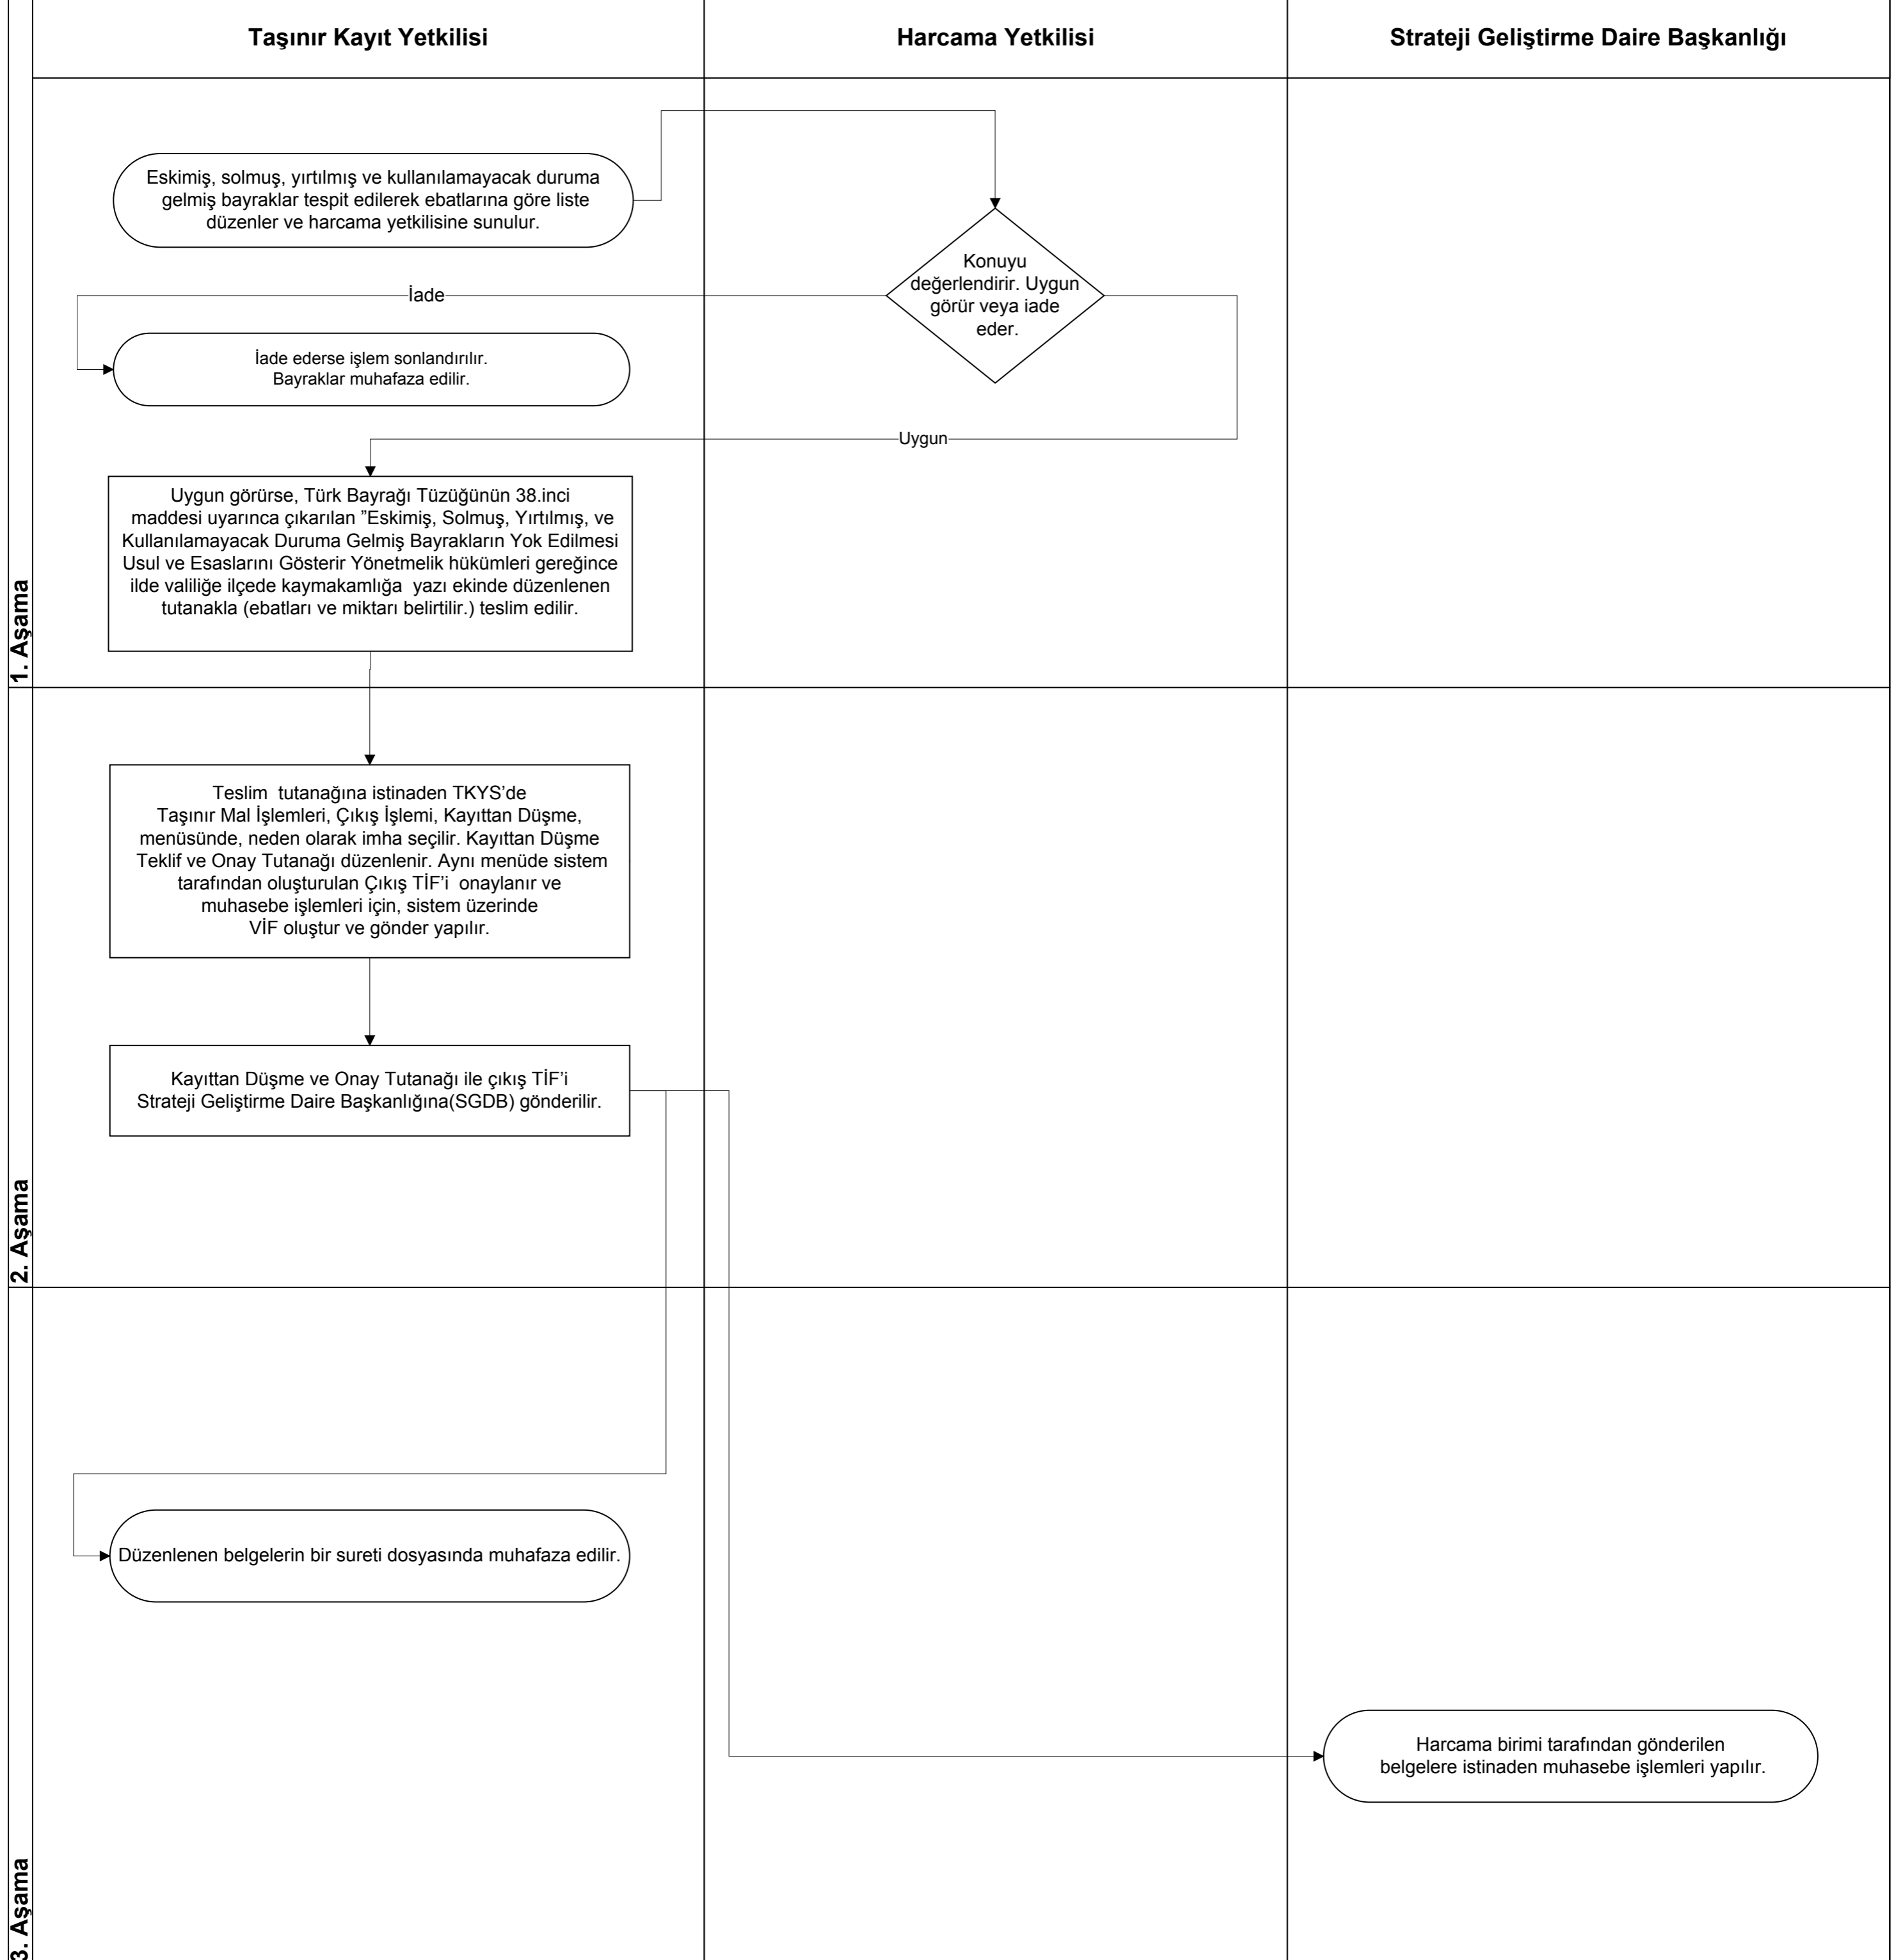 Taşınır Kayıt Yetkilisi
Harcama Yetkilisi
Strateji Geliştirme Daire Başkanlığı
1. Aşama
Eskimiş, solmuş, yırtılmış ve kullanılamayacak duruma
gelmiş bayraklar tespit edilerek ebatlarına göre liste
düzenler ve harcama yetkilisine sunulur.
Konuyu
değerlendirir. Uygun
görür veya iade
eder.
İade
İade ederse işlem sonlandırılır.
Bayraklar muhafaza edilir.
Uygun
Uygun görürse, Türk Bayrağı Tüzüğünün 38.inci
maddesi uyarınca çıkarılan ”Eskimiş, Solmuş, Yırtılmış, ve
Kullanılamayacak Duruma Gelmiş Bayrakların Yok Edilmesi
Usul ve Esaslarını Gösterir Yönetmelik hükümleri gereğince
ilde valiliğe ilçede kaymakamlığa yazı ekinde düzenlenen
tutanakla (ebatları ve miktarı belirtilir.) teslim edilir.
2. Aşama
Teslim tutanağına istinaden TKYS’de
Taşınır Mal İşlemleri, Çıkış İşlemi, Kayıttan Düşme,
menüsünde, neden olarak imha seçilir. Kayıttan Düşme
Teklif ve Onay Tutanağı düzenlenir. Aynı menüde sistem
tarafından oluşturulan Çıkış TİF’i onaylanır ve
muhasebe işlemleri için, sistem üzerinde
VİF oluştur ve gönder yapılır.
Kayıttan Düşme ve Onay Tutanağı ile çıkış TİF’i
Strateji Geliştirme Daire Başkanlığına(SGDB) gönderilir.
3. Aşama
Düzenlenen belgelerin bir sureti dosyasında muhafaza edilir.
Harcama birimi tarafından gönderilen
belgelere istinaden muhasebe işlemleri yapılır.